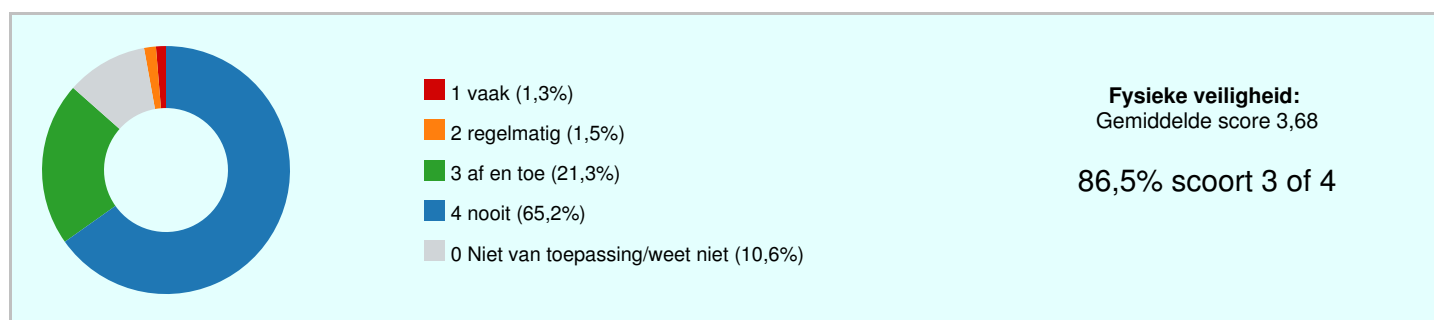 1 vaak (1,3%)
2 regelmatig (1,5%)
3 af en toe (21,3%)
4 nooit (65,2%)
0 Niet van toepassing/weet niet (10,6%)
Fysieke veiligheid:
Gemiddelde score 3,68
86,5% scoort 3 of 4